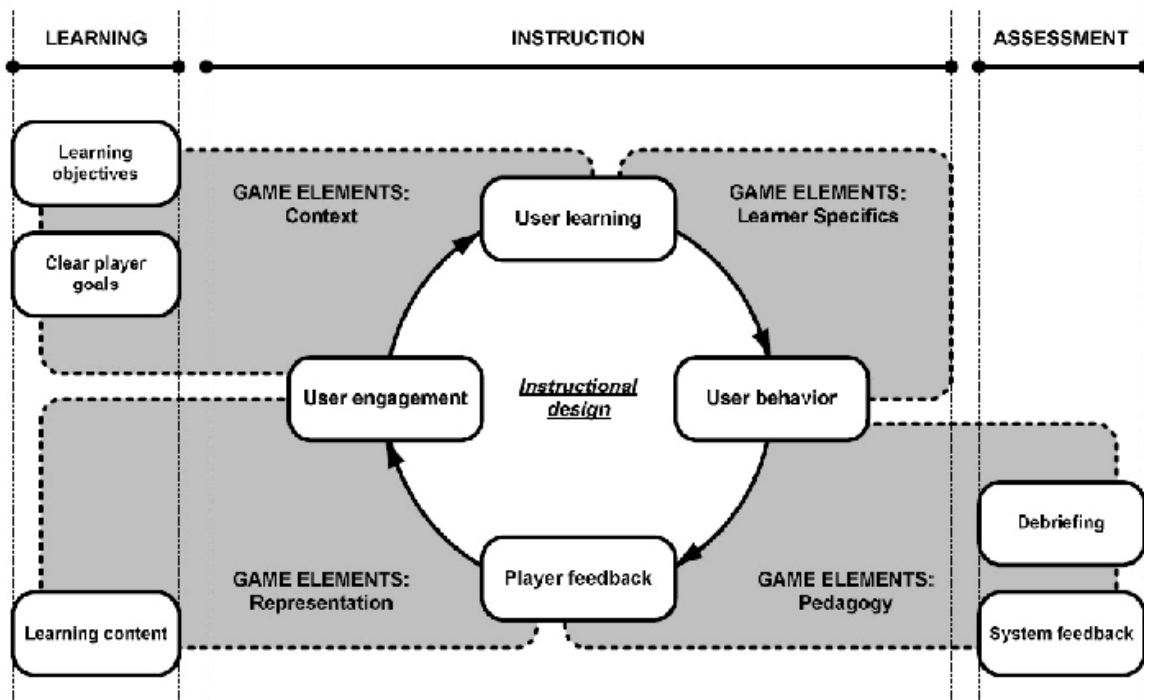 LEARNING
INSTRUCTION
ASSESSMENT
Learning
objectives
GAME ELEMENTS:
Context
User learning
GAME ELEMENTS:
Learner Specifics
Clear player
goals
User engagement
Instructional
design
User behavior
Debriefing
GAME ELEMENTS:
Representation
Player feedback
GAME ELEMENTS:
Pedagogy
Learning content
System feedback